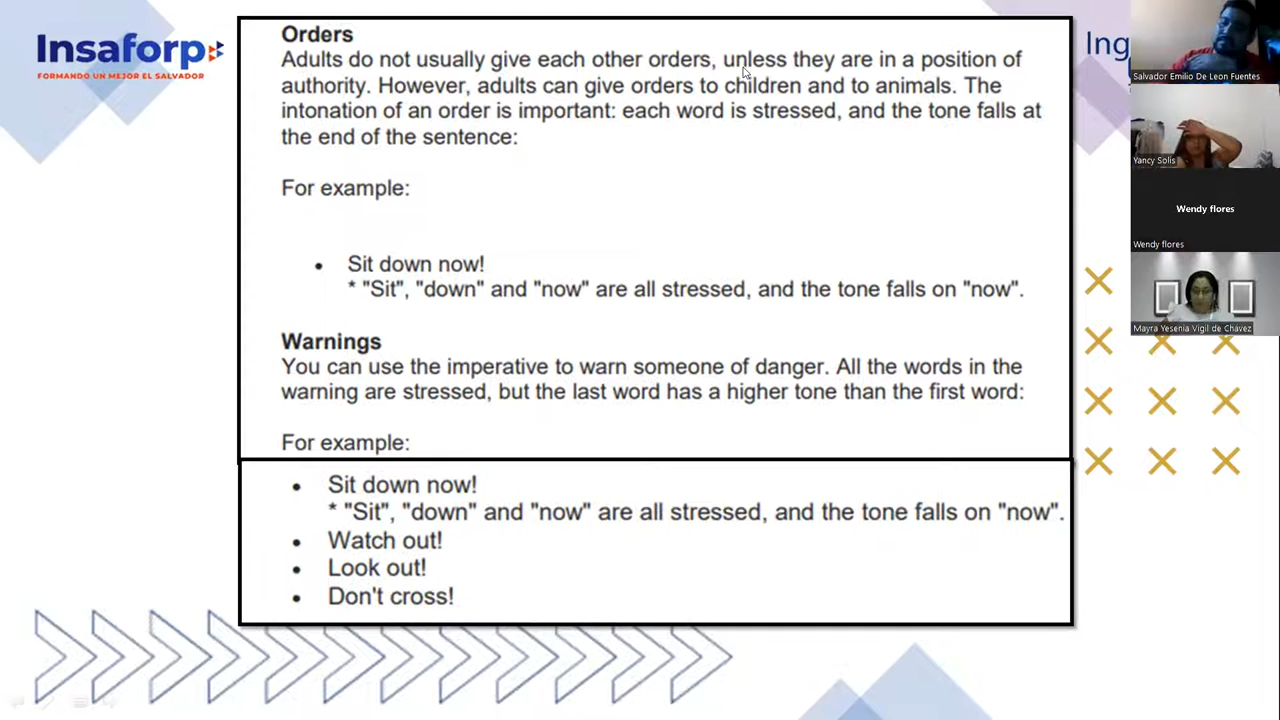 Insaforp
FORMANDO UN MEJOR EL SALVADOR
Orders
Adults do not usually give each other orders, unless they are in a position of
authority. However, adults can give orders to children and to animals. The
intonation of an order is important: each word is stressed, and the tone falls at
the end of the sentence:
For example:
• Sit down now!
* "Sit", "down" and "now" are all stressed, and the tone falls on "now".
Warnings
You can use the imperative to warn someone of danger. All the words in the
warning are stressed, but the last word has a higher tone than the first word:
For example:
• Sit down now!
* "Sit", "down" and "now" are all stressed, and the tone falls on "now".
• Watch out!
• Look out!
• Don't cross!
Ing
Salvador Emilio De Leon Fuentes
Yancy Solis
Wendy flores
Wendy flores
Mayra Yesenia Vigil de Chávez